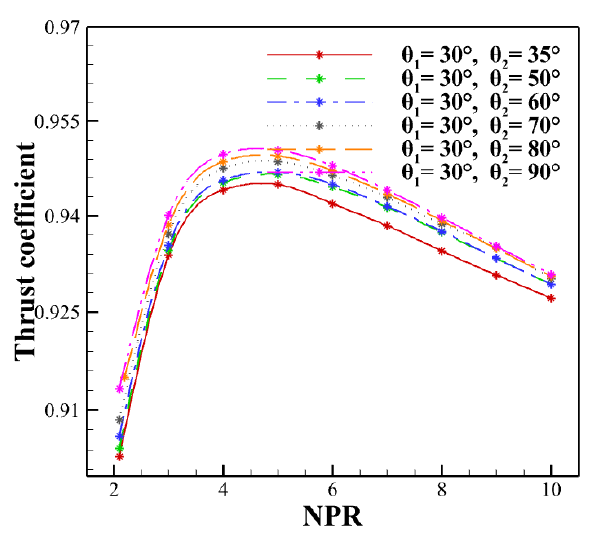 0.97
0.955
0.94
0.925
0.91
Thrust coefficient
θ1= 30°, θ2= 35°
θ1= 30°, θ2= 50°
θ1= 30°, θ2= 60°
θ1= 30°, θ2= 70°
θ1= 30°, θ2= 80°
θ1= 30°, θ2= 90°
2 4 6 8 10
NPR